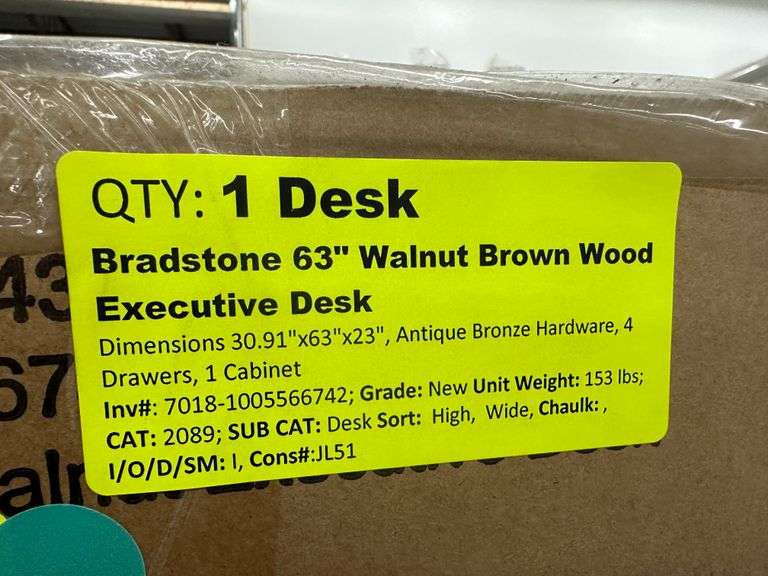 QTY: 1 Desk
Bradstone 63" Walnut Brown Wood
Executive Desk
Dimensions 30.91"x63"x23", Antique Bronze Hardware, 4
Drawers, 1 Cabinet
Inv#: 7018-1005566742; Grade: New Unit Weight: 153 lbs;
CAT: 2089; SUB CAT: Desk Sort: High, Wide, Chaulk: ,
I/O/D/SM: I, Cons#:JL51
43
67